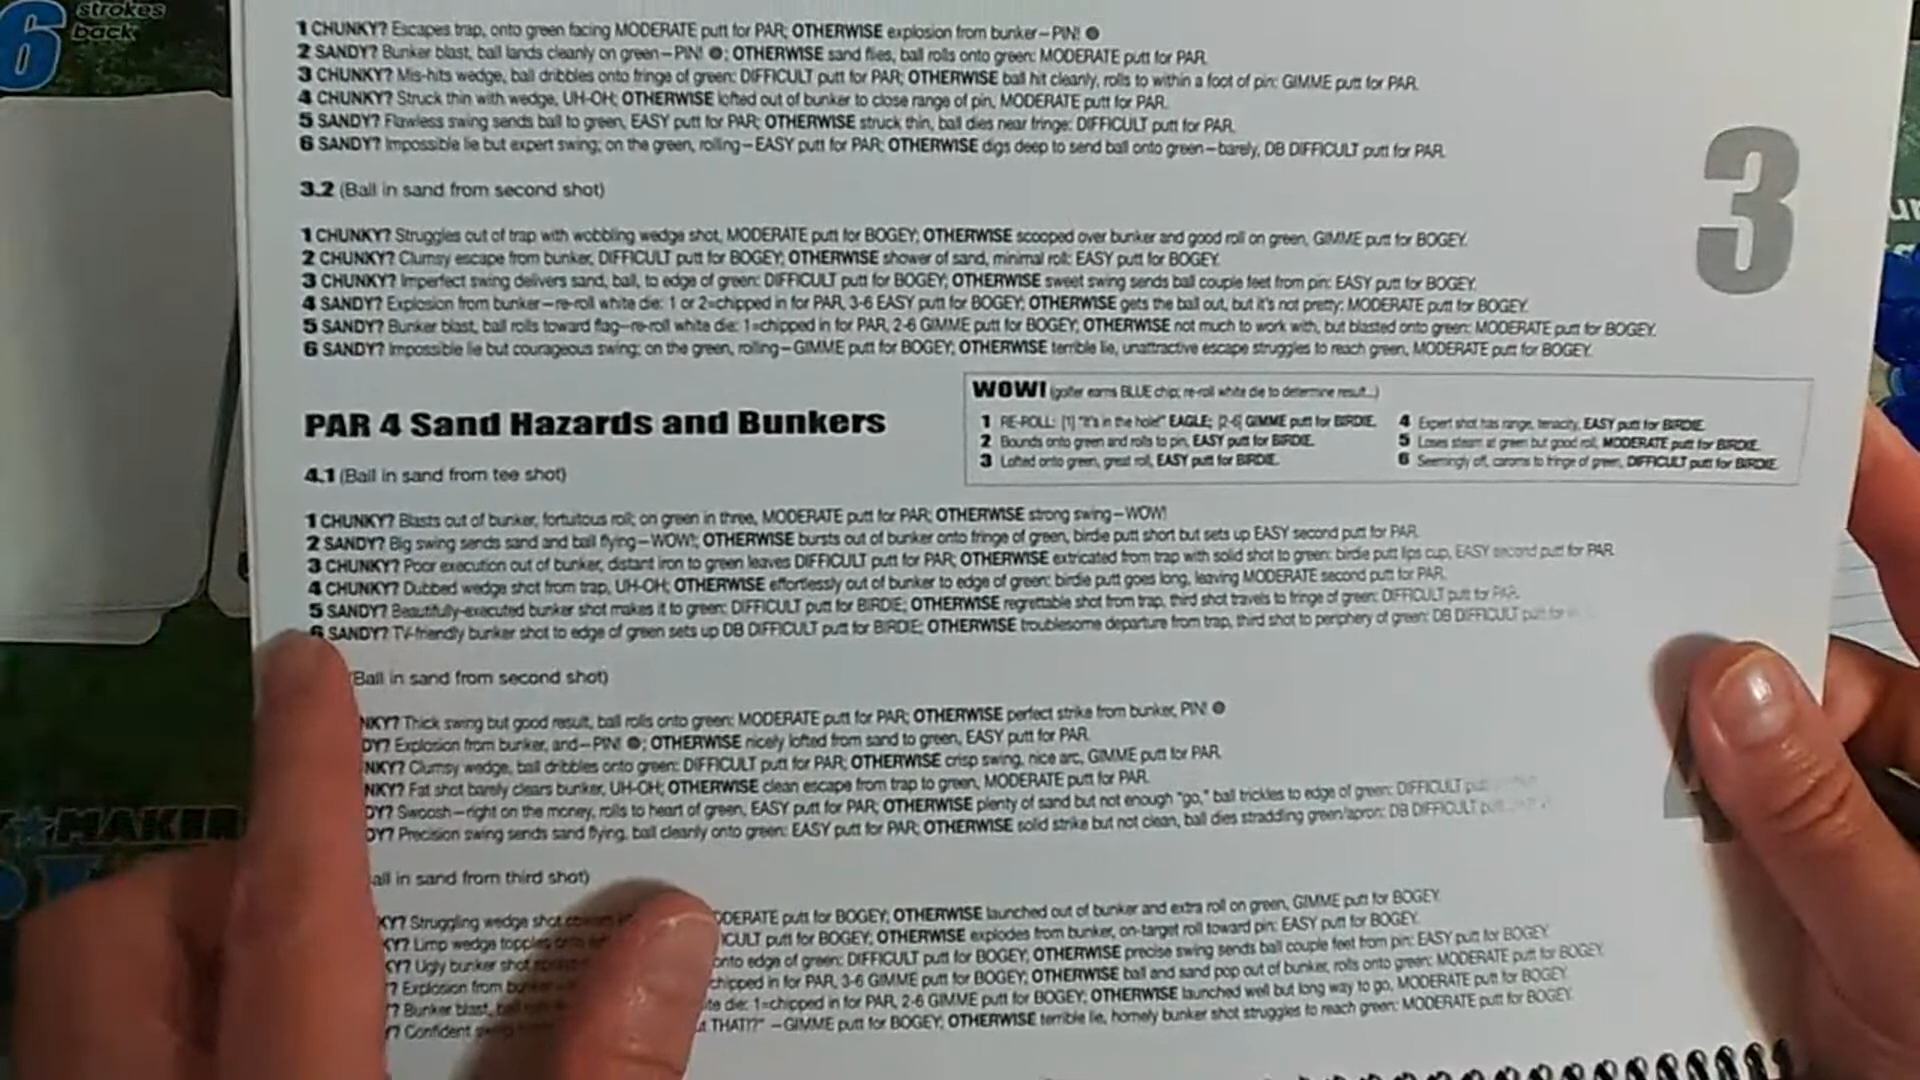 6 strokes
back
1 CHUNKY? Escapes trap, onto green facing MODERATE putt for PAR; OTHERWISE explosion from bunker—PIN!
2 SANDY? Bunker blast, ball lands cleanly on green—PIN! ; OTHERWISE sand flies, ball rolls onto green: MODERATE putt for PAR.
3 CHUNKY? Mis-hits wedge, ball dribbles onto fringe of green: DIFFICULT putt for PAR; OTHERWISE ball hit cleanly, rolls to within a foot of pin: GIMME putt for PAR.
4 CHUNKY? Struck thin with wedge, UH-OH; OTHERWISE lofted out of bunker to close range of pin, MODERATE putt for PAR.
5 SANDY? Flawless swing sends ball to green, EASY putt for PAR; OTHERWISE struck thin, ball dies near fringe: DIFFICULT putt for PAR.
6 SANDY? Impossible lie but expert swing; on the green, rolling—EASY putt for PAR; OTHERWISE digs deep to send ball onto green—barely, DB DIFFICULT putt for PAR.
3
3.2 (Ball in sand from second shot)
1 CHUNKY? Struggles out of trap with wobbling wedge shot, MODERATE putt for BOGEY; OTHERWISE scooped over bunker and good roll on green, GIMME putt for BOGEY.
2 CHUNKY? Clumsy escape from bunker, DIFFICULT putt for BOGEY; OTHERWISE shower of sand, minimal roll: EASY putt for BOGEY.
3 CHUNKY? Imperfect swing delivers sand, ball, to edge of green: DIFFICULT putt for BOGEY; OTHERWISE sweet swing sends ball couple feet from pin: EASY putt for BOGEY.
4 SANDY? Explosion from bunker—re-roll white die: 1 or 2=chipped in for PAR, 3-6 EASY putt for BOGEY; OTHERWISE gets the ball out, but it's not pretty: MODERATE putt for BOGEY.
5 SANDY? Bunker blast, ball rolls toward flag—re-roll white die: 1=chipped in for PAR, 2-6 GIMME putt for BOGEY; OTHERWISE not much to work with, but blasted onto green: MODERATE putt for BOGEY.
6 SANDY? Impossible lie but courageous swing; on the green, rolling—GIMME putt for BOGEY; OTHERWISE terrible lie, unattractive escape struggles to reach green, MODERATE putt for BOGEY.
PAR 4 Sand Hazards and Bunkers
WOW! (golfer earns BLUE chip; re-roll white die to determine result...)
1 RE-ROLL: [1] "It's in the hole!" EAGLE; [2-6] GIMME putt for BIRDIE.
2 Bounds onto green and rolls to pin, EASY putt for BIRDIE.
3 Lofted onto green, great roll, EASY putt for BIRDIE.
4 Expert shot has range, tenacity, EASY putt for BIRDIE.
5 Loses steam at green but good roll, MODERATE putt for BIRDIE.
6 Seemingly off, caroms to fringe of green, DIFFICULT putt for BIRDIE.
4.1 (Ball in sand from tee shot)
1 CHUNKY? Blasts out of bunker, fortuitous roll; on green in three, MODERATE putt for PAR; OTHERWISE strong swing—WOW!
2 SANDY? Big swing sends sand and ball flying—WOW!; OTHERWISE bursts out of bunker onto fringe of green, birdie putt short but sets up EASY second putt for PAR.
3 CHUNKY? Poor execution out of bunker, distant iron to green leaves DIFFICULT putt for PAR; OTHERWISE extricated from trap with solid shot to green: birdie putt lips cup, EASY second putt for PAR.
4 CHUNKY? Dubbed wedge shot from trap, UH-OH; OTHERWISE effortlessly out of bunker to edge of green: birdie putt goes long, leaving MODERATE second putt for PAR.
5 SANDY? Beautifully-executed bunker shot makes it to green: DIFFICULT putt for BIRDIE; OTHERWISE regrettable shot from trap, third shot travels to fringe of green: DIFFICULT putt for PAR.
6 SANDY? TV-friendly bunker shot to edge of green sets up DB DIFFICULT putt for BIRDIE; OTHERWISE troublesome departure from trap, third shot to periphery of green: DB DIFFICULT putt for
(Ball in sand from second shot)
NKY? Thick swing but good result, ball rolls onto green: MODERATE putt for PAR; OTHERWISE perfect strike from bunker, PIN!
DY? Explosion from bunker, and—PIN! ; OTHERWISE nicely lofted from sand to green, EASY putt for PAR.
NKY? Clumsy wedge, ball dribbles onto green: DIFFICULT putt for PAR; OTHERWISE crisp swing, nice arc, GIMME putt for PAR.
NKY? Fat shot barely clears bunker, UH-OH; OTHERWISE clean escape from trap to green, MODERATE putt for PAR.
DY? Swoosh—right on the money, rolls to heart of green, EASY putt for PAR; OTHERWISE plenty of sand but not enough "go," ball trickles to edge of green: DIFFICULT
DY? Precision swing sends sand flying, ball cleanly onto green: EASY putt for PAR; OTHERWISE solid strike but not clean, ball dies straddling green/apron: DB DIFFICULT
all in sand from third shot)
KY? Struggling wedge shot DERATE putt for BOGEY; OTHERWISE launched out of bunker and extra roll on green, GIMME putt for BOGEY.
KY? Limp wedge topples ICULT putt for BOGEY; OTHERWISE explodes from bunker, on-target roll toward pin: EASY putt for BOGEY.
KY? Ugly bunker shot onto edge of green: DIFFICULT putt for BOGEY; OTHERWISE precise swing sends ball couple feet from pin: EASY putt for BOGEY.
? Explosion from chipped in for PAR, 3-6 GIMME putt for BOGEY; OTHERWISE ball and sand pop out of bunker, rolls onto green: MODERATE putt for BOGEY.
? Bunker blast, te die: 1=chipped in for PAR, 2-6 GIMME putt for BOGEY; OTHERWISE launched well but long way to go, MODERATE putt for BOGEY.
? Confident THAT!?" —GIMME putt for BOGEY; OTHERWISE terrible lie, homely bunker shot struggles to reach green: MODERATE putt for BOGEY.
MAKER